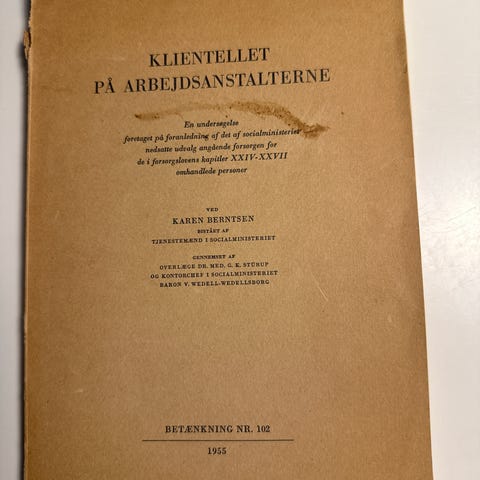 KLIENTELLET
PÅ ARBEJDSANSTALTERNE
En undersøgelse
foretaget på foranledning af det af socialministeriet
nedsatte udvalg angående forsorgen for
de i forsorgslovens kapitler XXIV-XXVII
omhandlede personer
VED
KAREN BERNTSEN
BISTÅET AF
TJENESTEMÆND I SOCIALMINISTERIET
GENNEMSET AF
OVERLÆGE DR. MED. G. K. STÜRUP
OG KONTORCHEF I SOCIALMINISTERIET
BARON V. WEDELL-WEDELLSBORG
BETÆNKNING NR. 102
1955